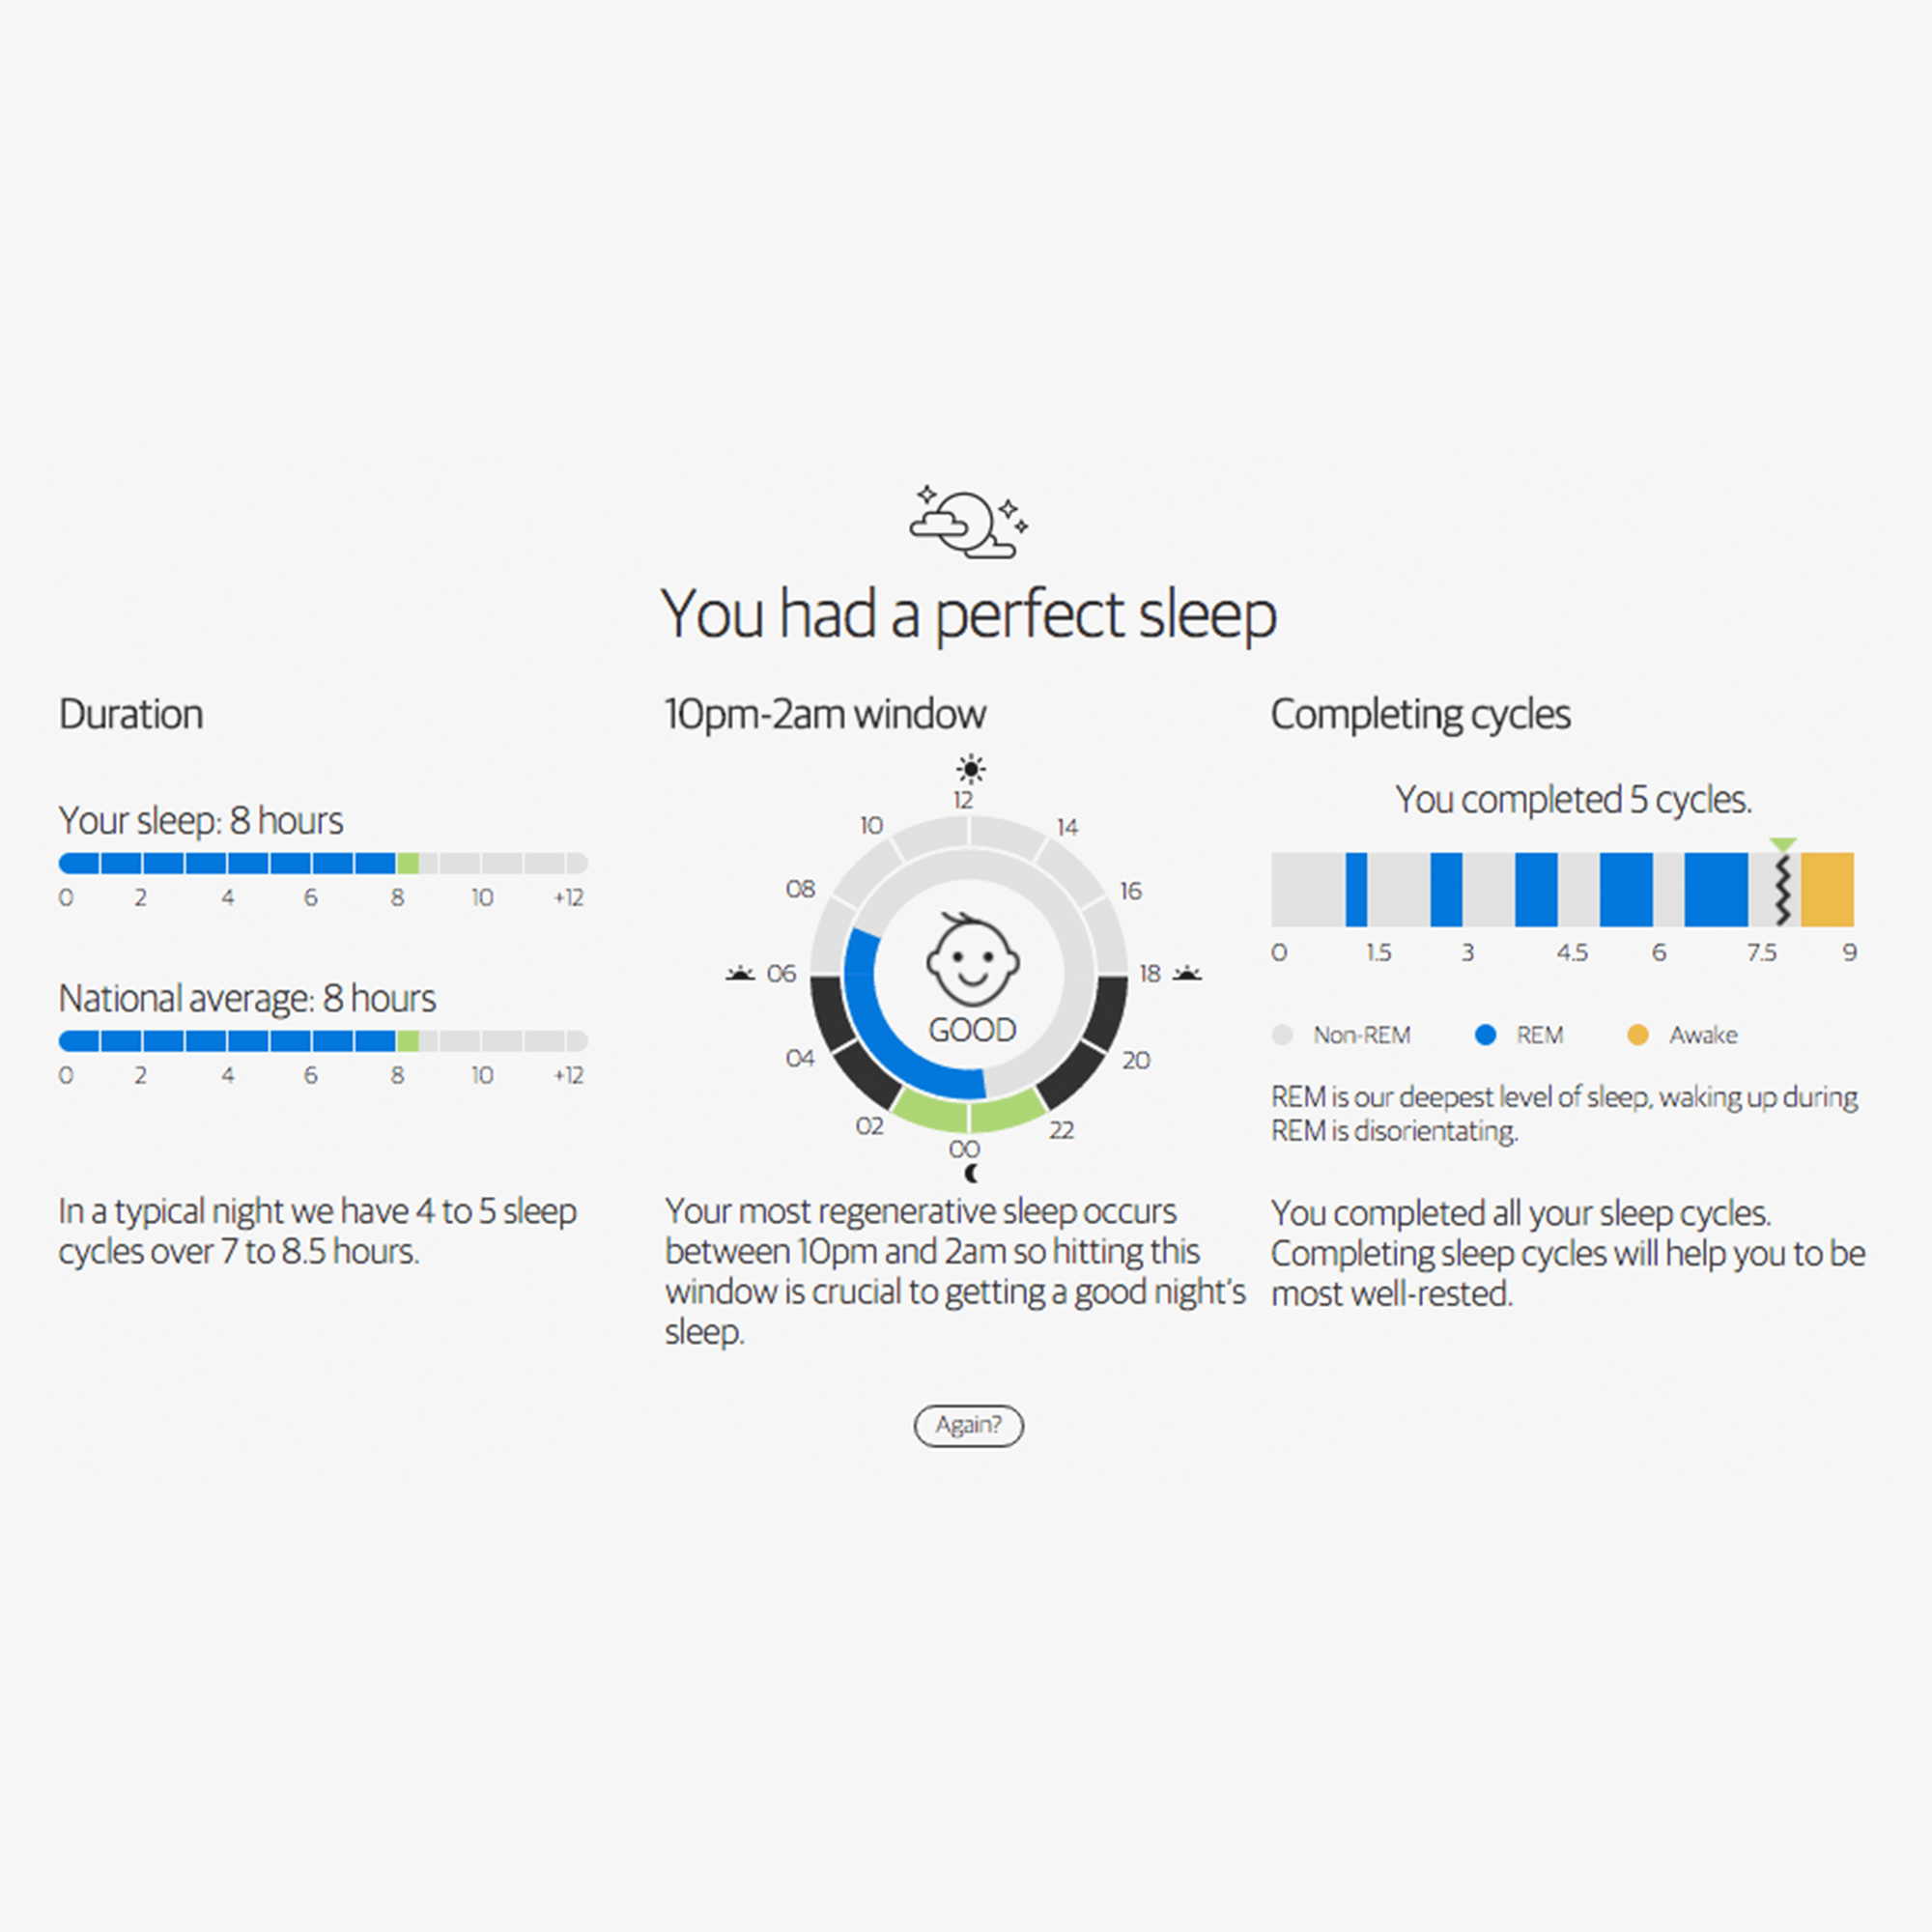 You had a perfect sleep
Duration
Your sleep: 8 hours
0 2 4 6 8 10 +12
National average: 8 hours
0 2 4 6 8 10 +12
In a typical night we have 4 to 5 sleep
cycles over 7 to 8.5 hours.
10pm-2am window
12
10
14
08
16
06
18
04
20
02
22
00
GOOD
Your most regenerative sleep occurs
between 10pm and 2am so hitting this
window is crucial to getting a good night's
sleep.
Completing cycles
You completed 5 cycles.
0 1.5 3 4.5 6 7.5 9
Non-REM REM Awake
REM is our deepest level of sleep, waking up during
REM is disorientating.
You completed all your sleep cycles.
Completing sleep cycles will help you to be
most well-rested.
Again?